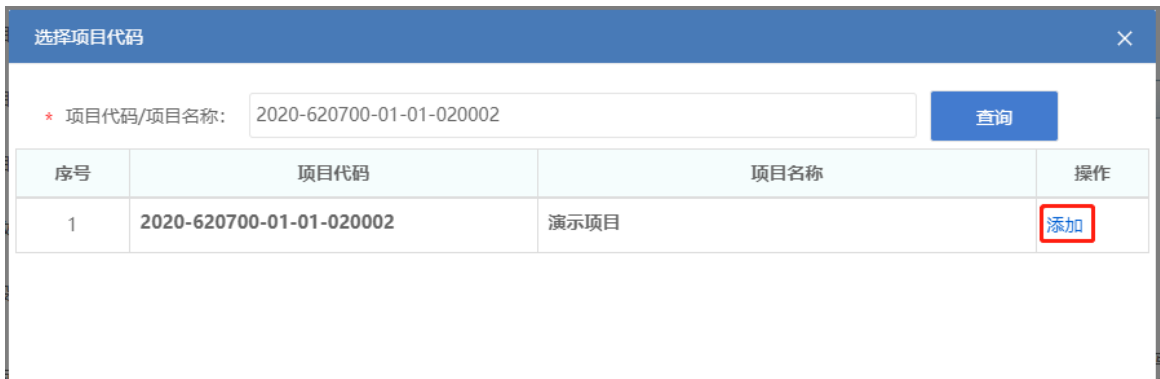 选择项目代码
* 项目代码/项目名称: 2020-620700-01-01-020002 查询
序号 项目代码 项目名称 操作
1 2020-620700-01-01-020002 演示项目 添加